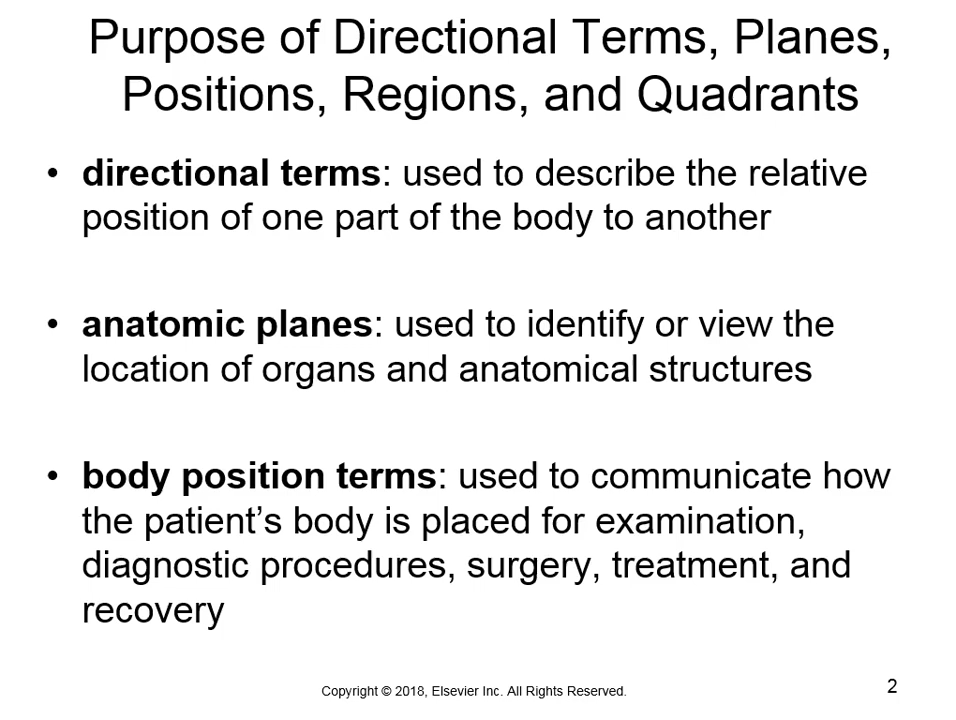 Purpose of Directional Terms, Planes,
Positions, Regions, and Quadrants
• directional terms: used to describe the relative
position of one part of the body to another
• anatomic planes: used to identify or view the
location of organs and anatomical structures
• body position terms: used to communicate how
the patient’s body is placed for examination,
diagnostic procedures, surgery, treatment, and
recovery
Copyright © 2018, Elsevier Inc. All Rights Reserved.
2